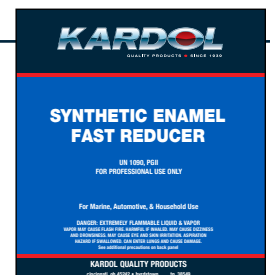 KARDOL
QUALITY PRODUCTS • SINCE 1930
SYNTHETIC ENAMEL
FAST REDUCER
UN 1090, PGII
FOR PROFESSIONAL USE ONLY
For Marine, Automotive, & Household Use
DANGER: EXTREMELY FLAMMABLE LIQUID & VAPOR
VAPOR MAY CAUSE FLASH FIRE. HARMFUL IF INHALED. MAY CAUSE DIZZINESS
AND DROWSINESS. MAY CAUSE EYE AND SKIN IRRITATION. ASPIRATION
HAZARD IF SWALLOWED. CAN ENTER LUNGS AND CAUSE DAMAGE.
See additional precautions on back panel
KARDOL QUALITY PRODUCTS
cincinnati, oh 45242 •